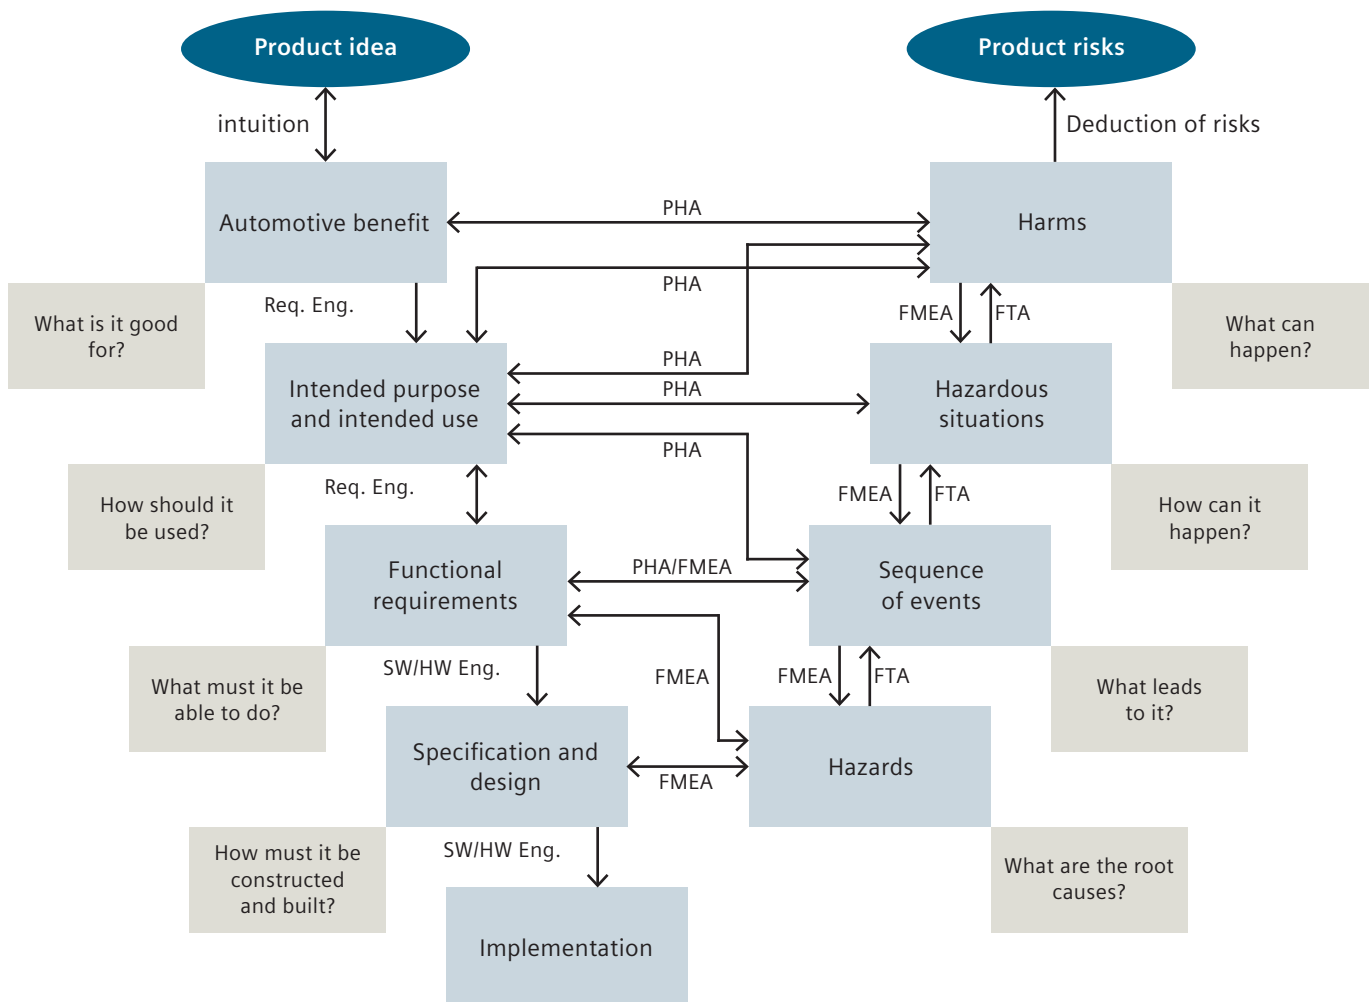 Product idea
Product risks
intuition
Deduction of risks
Automotive benefit
PHA
Harms
PHA
Req. Eng.
FMEA
FTA
What is it good
for?
What can
happen?
PHA
Intended purpose
and intended use
PHA
Hazardous
situations
PHA
Req. Eng.
FMEA
FTA
How should it
be used?
How can it
happen?
PHA/FMEA
Functional
requirements
Sequence
of events
SW/HW Eng.
FMEA
FMEA
FTA
What must it be
able to do?
What leads
to it?
Specification and
design
FMEA
Hazards
SW/HW Eng.
How must it be
constructed
and built?
What are the root
causes?
Implementation